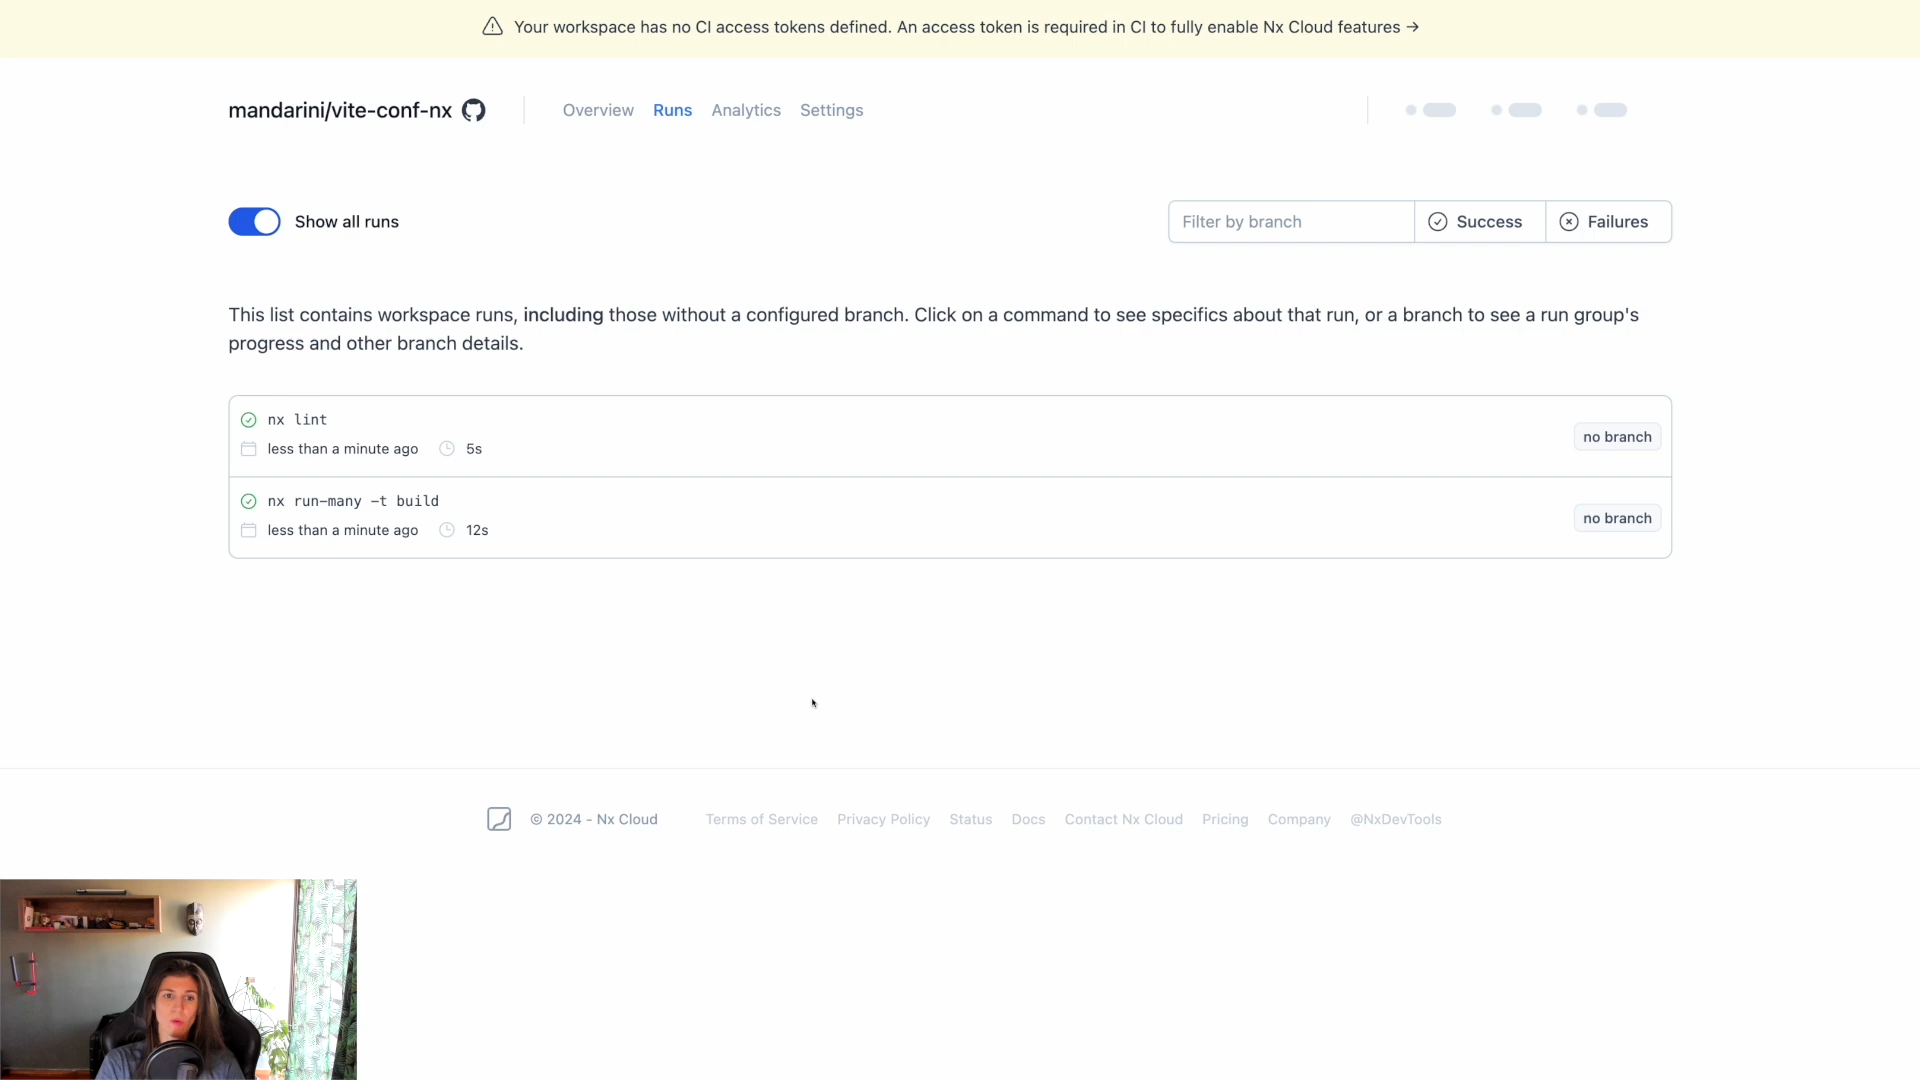 Your workspace has no CI access tokens defined. An access token is required in CI to fully enable Nx Cloud features →
mandarini/vite-conf-nx
Overview Runs Analytics Settings
Show all runs
Filter by branch Success Failures
This list contains workspace runs, including those without a configured branch. Click on a command to see specifics about that run, or a branch to see a run group's
progress and other branch details.
nx lint
less than a minute ago 5s
no branch
nx run-many -t build
less than a minute ago 12s
no branch
© 2024 - Nx Cloud Terms of Service Privacy Policy Status Docs Contact Nx Cloud Pricing Company @NxDevTools